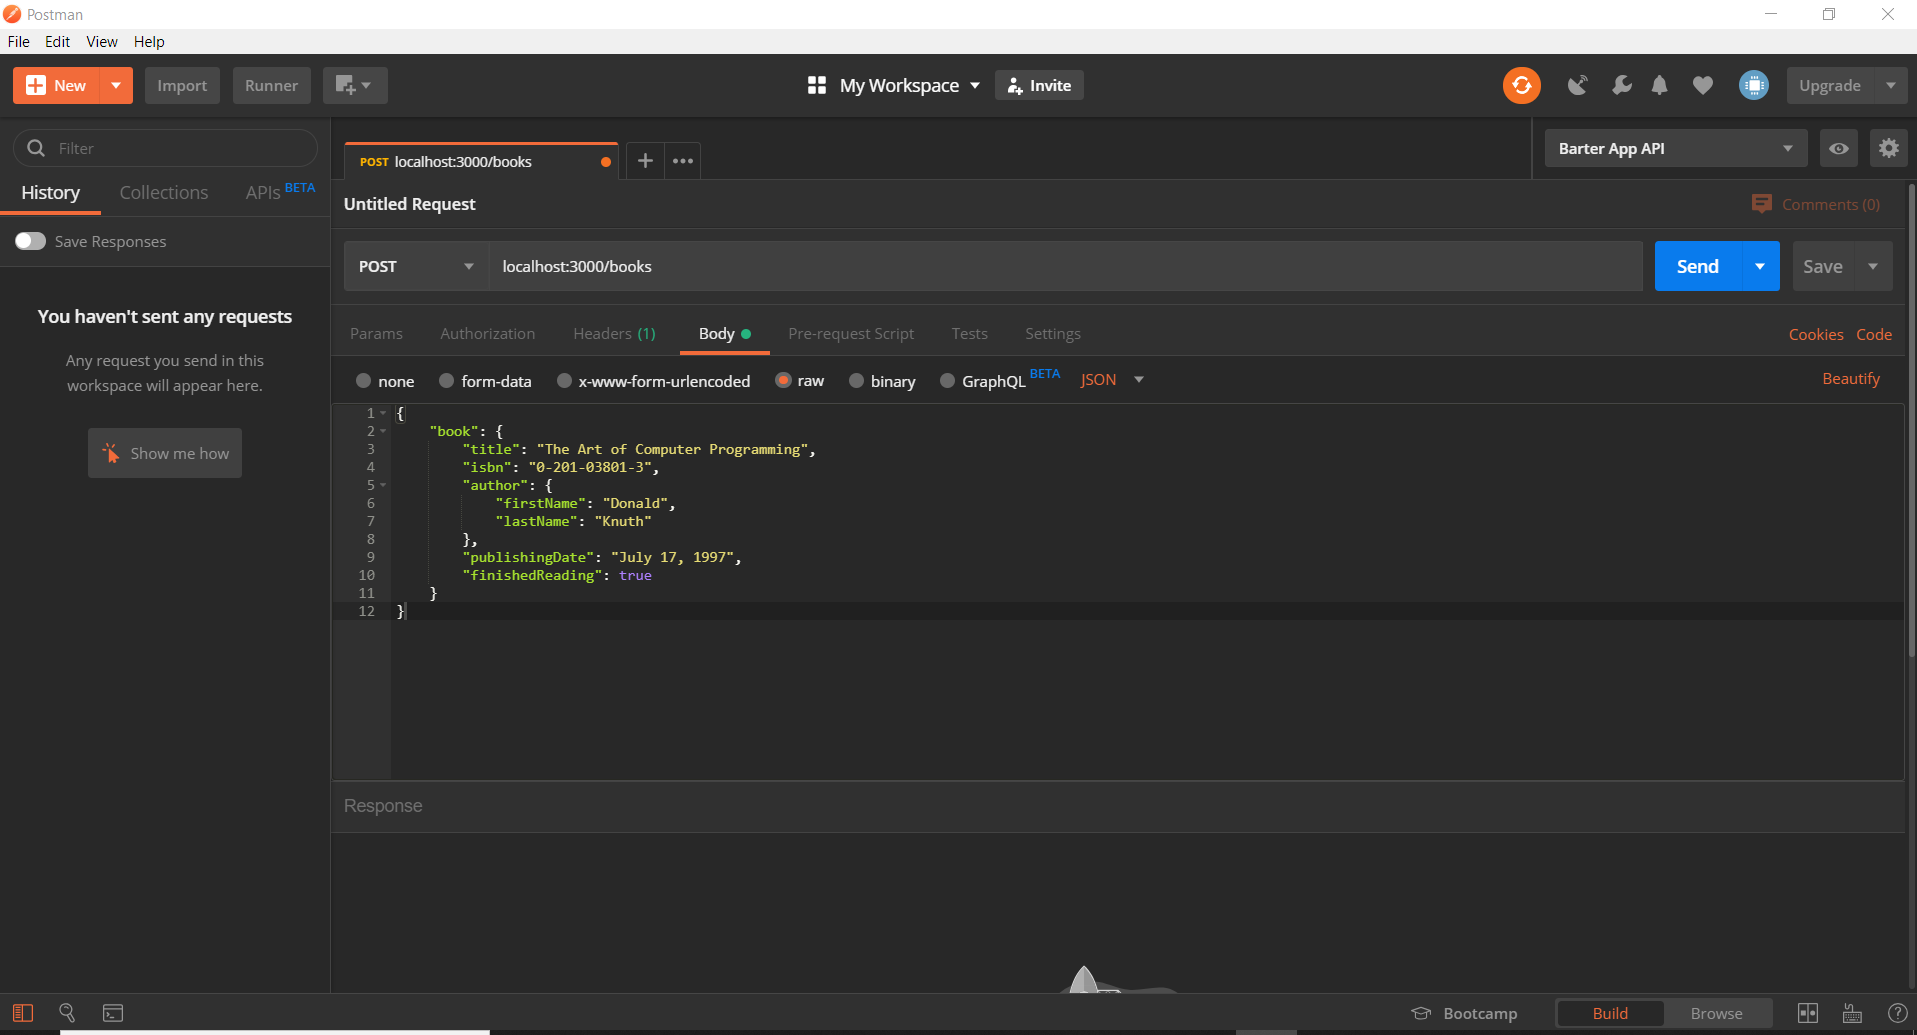 Postman
File Edit View Help
New Import Runner My Workspace Invite Upgrade
Filter
History Collections APIs BETA
Save Responses
You haven't sent any requests
Any request you send in this
workspace will appear here.
Show me how
POST localhost:3000/books
Barter App API
Untitled Request
Comments (0)
POST localhost:3000/books Send Save
Params Authorization Headers (1) Body Pre-request Script Tests Settings Cookies Code
none form-data x-www-form-urlencoded raw binary GraphQL BETA JSON Beautify
1 {
2 "book": {
3 "title": "The Art of Computer Programming",
4 "isbn": "0-201-03801-3",
5 "author": {
6 "firstName": "Donald",
7 "lastName": "Knuth"
8 },
9 "publishingDate": "July 17, 1997",
10 "finishedReading": true
11 }
12 }
Response
Bootcamp Build Browse